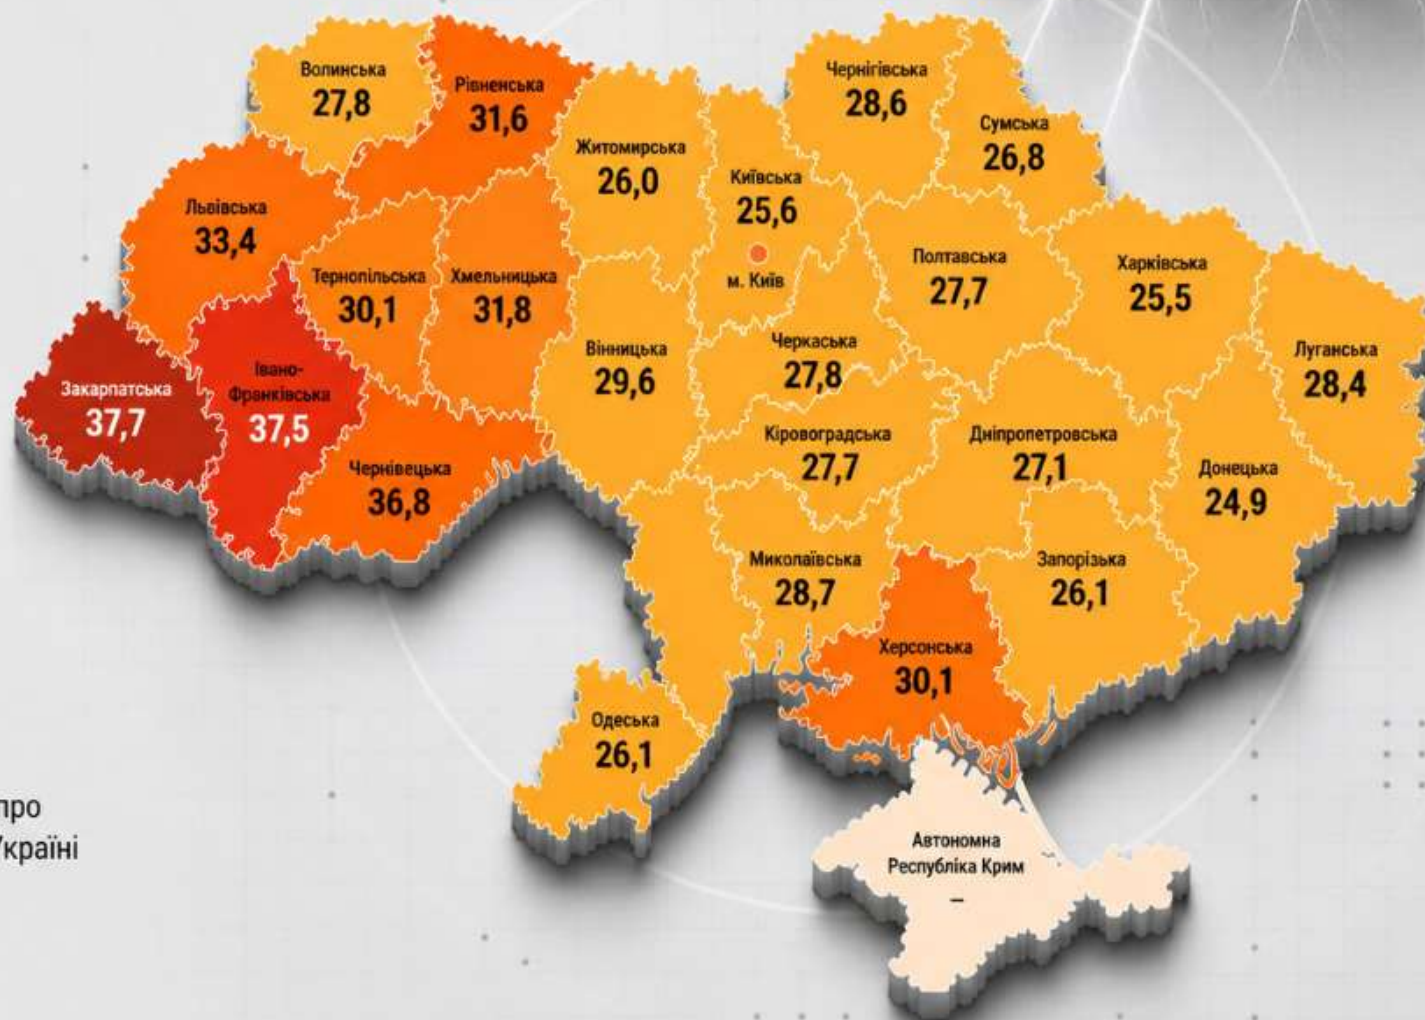 Волинська
27,8
Рівненська
31,6
Житомирська
26,0
Київська
25,6
м. Київ
Чернігівська
28,6
Сумська
26,8
Львівська
33,4
Тернопільська
30,1
Хмельницька
31,8
Вінницька
29,6
Черкаська
27,8
Полтавська
27,7
Харківська
25,5
Луганська
28,4
Закарпатська
37,7
Івано-
Франківська
37,5
Чернівецька
36,8
Кіровоградська
27,7
Дніпропетровська
27,1
Донецька
24,9
Миколаївська
28,7
Запорізька
26,1
Херсонська
30,1
Одеська
26,1
Автономна
Республіка Крим
–
про
Україні